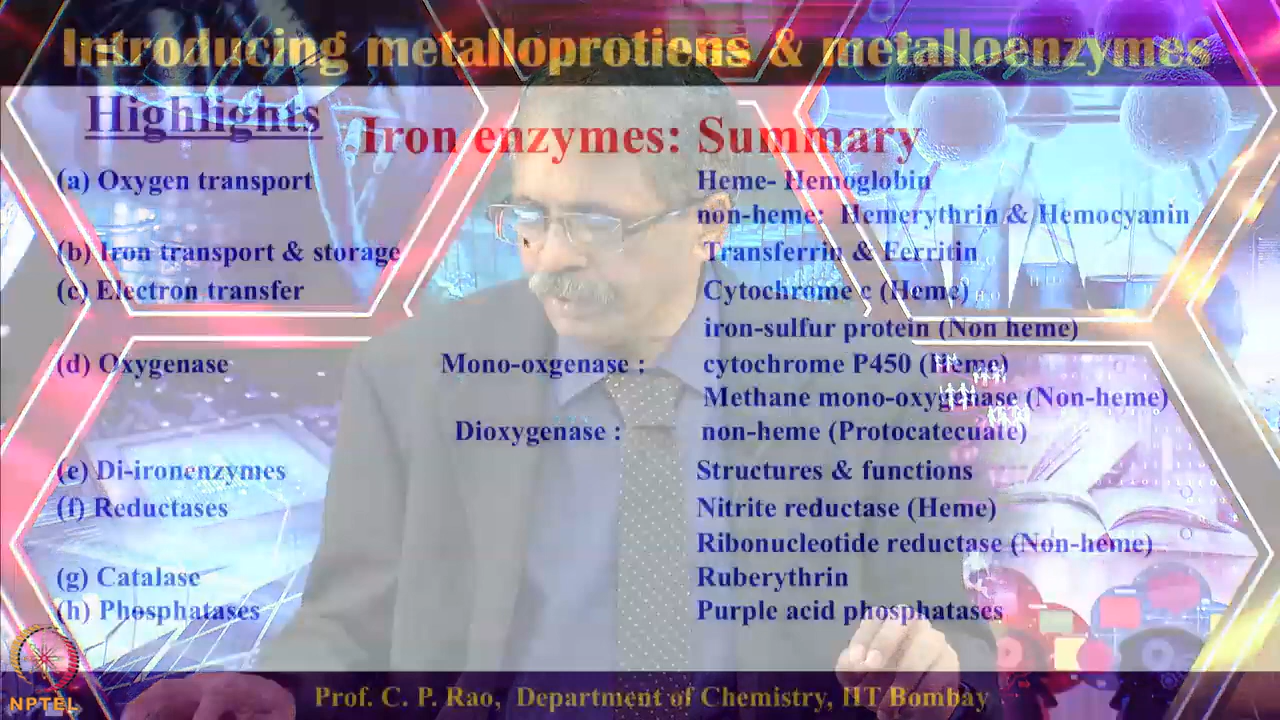 Introducing metalloprotiens & metalloenzymes
Highlights
Iron enzymes: Summary
(a) Oxygen transport Heme- Hemoglobin
non-heme: Hemerythrin & Hemocyanin
(b) Iron transport & storage Transferrin & Ferritin
(c) Electron transfer Cytochrome c (Heme)
iron-sulfur protein (Non heme)
(d) Oxygenase Mono-oxgenase : cytochrome P450 (Heme)
Methane mono-oxygenase (Non-heme)
Dioxygenase : non-heme (Protocatecuate)
(e) Di-ironenzymes Structures & functions
(f) Reductases Nitrite reductase (Heme)
Ribonucleotide reductase (Non-heme)
(g) Catalase Ruberythrin
(h) Phosphatases Purple acid phosphatases
NPTEL
Prof. C. P. Rao, Department of Chemistry, IIT Bombay